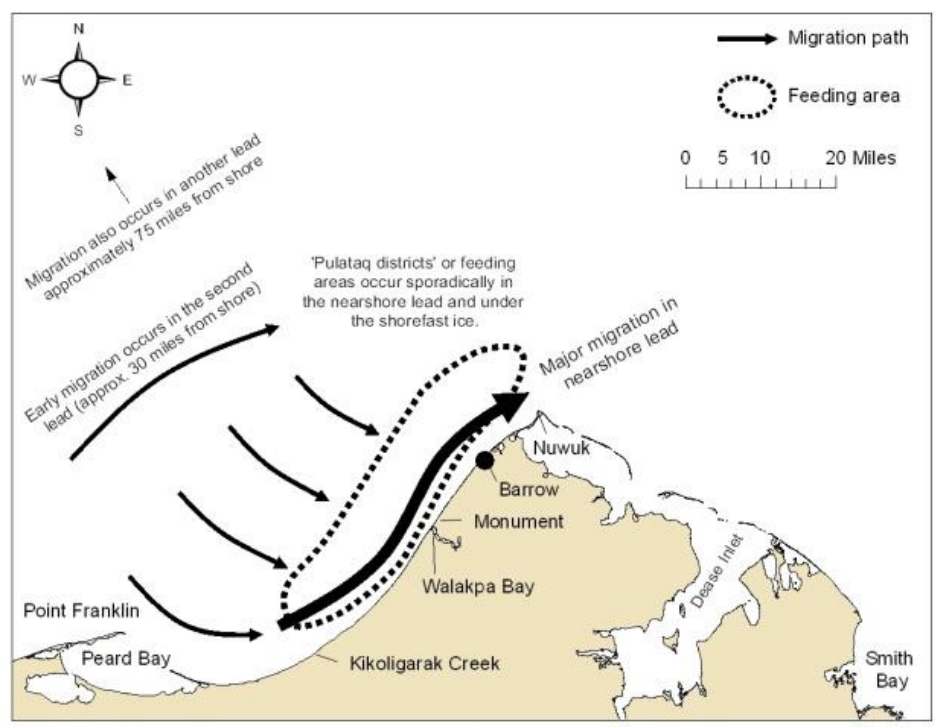 N
W E
S
Migration path
Feeding area
0 5 10 20 Miles
Migration also occurs in another lead
approximately 75 miles from shore
Early migration occurs in the second
lead (approx. 30 miles from shore)
'Pulataq districts' or feeding
areas occur sporadically in
the nearshore lead and under
the shorefast ice.
Major migration in
nearshore lead
Nuwuk
Barrow
Monument
Walakpa Bay
Dease Inlet
Point Franklin
Peard Bay
Kikoligarak Creek
Smith
Bay